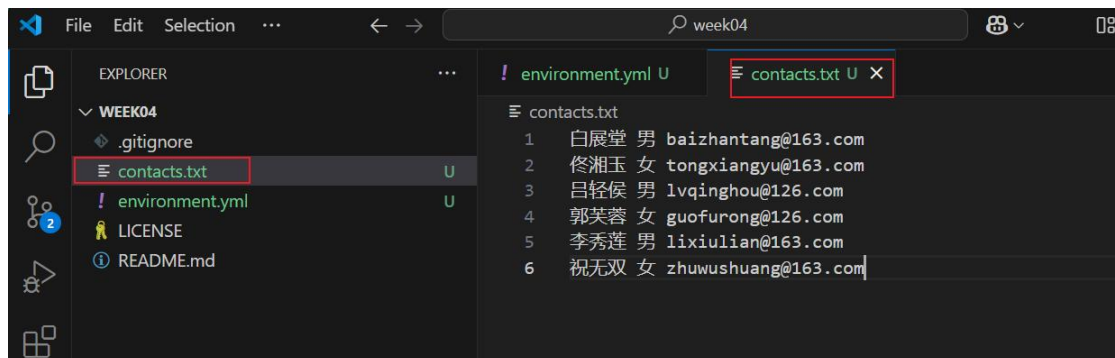 File Edit Selection ··· ← → week04
EXPLORER ···
WEEK04
.gitignore
contacts.txt U
! environment.yml U
LICENSE
README.md
2
! environment.yml U contacts.txt U ×
contacts.txt
1 白展堂 男 baizhantang@163.com
2 佟湘玉 女 tongxiangyu@163.com
3 吕轻侯 男 lvqinghou@126.com
4 郭芙蓉 女 guofurong@126.com
5 李秀莲 男 lixiulian@163.com
6 祝无双 女 zhuwushuang@163.com